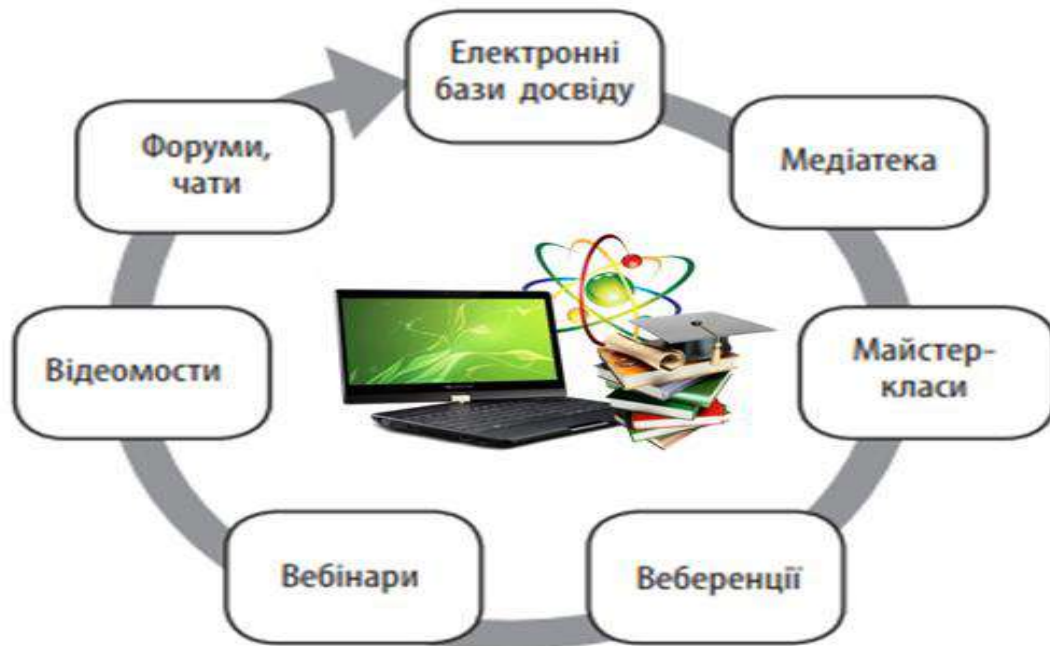 Електронні
бази досвіду
Медіатека
Майстер-
класи
Веберенції
Вебінари
Відеомости
Форуми,
чати